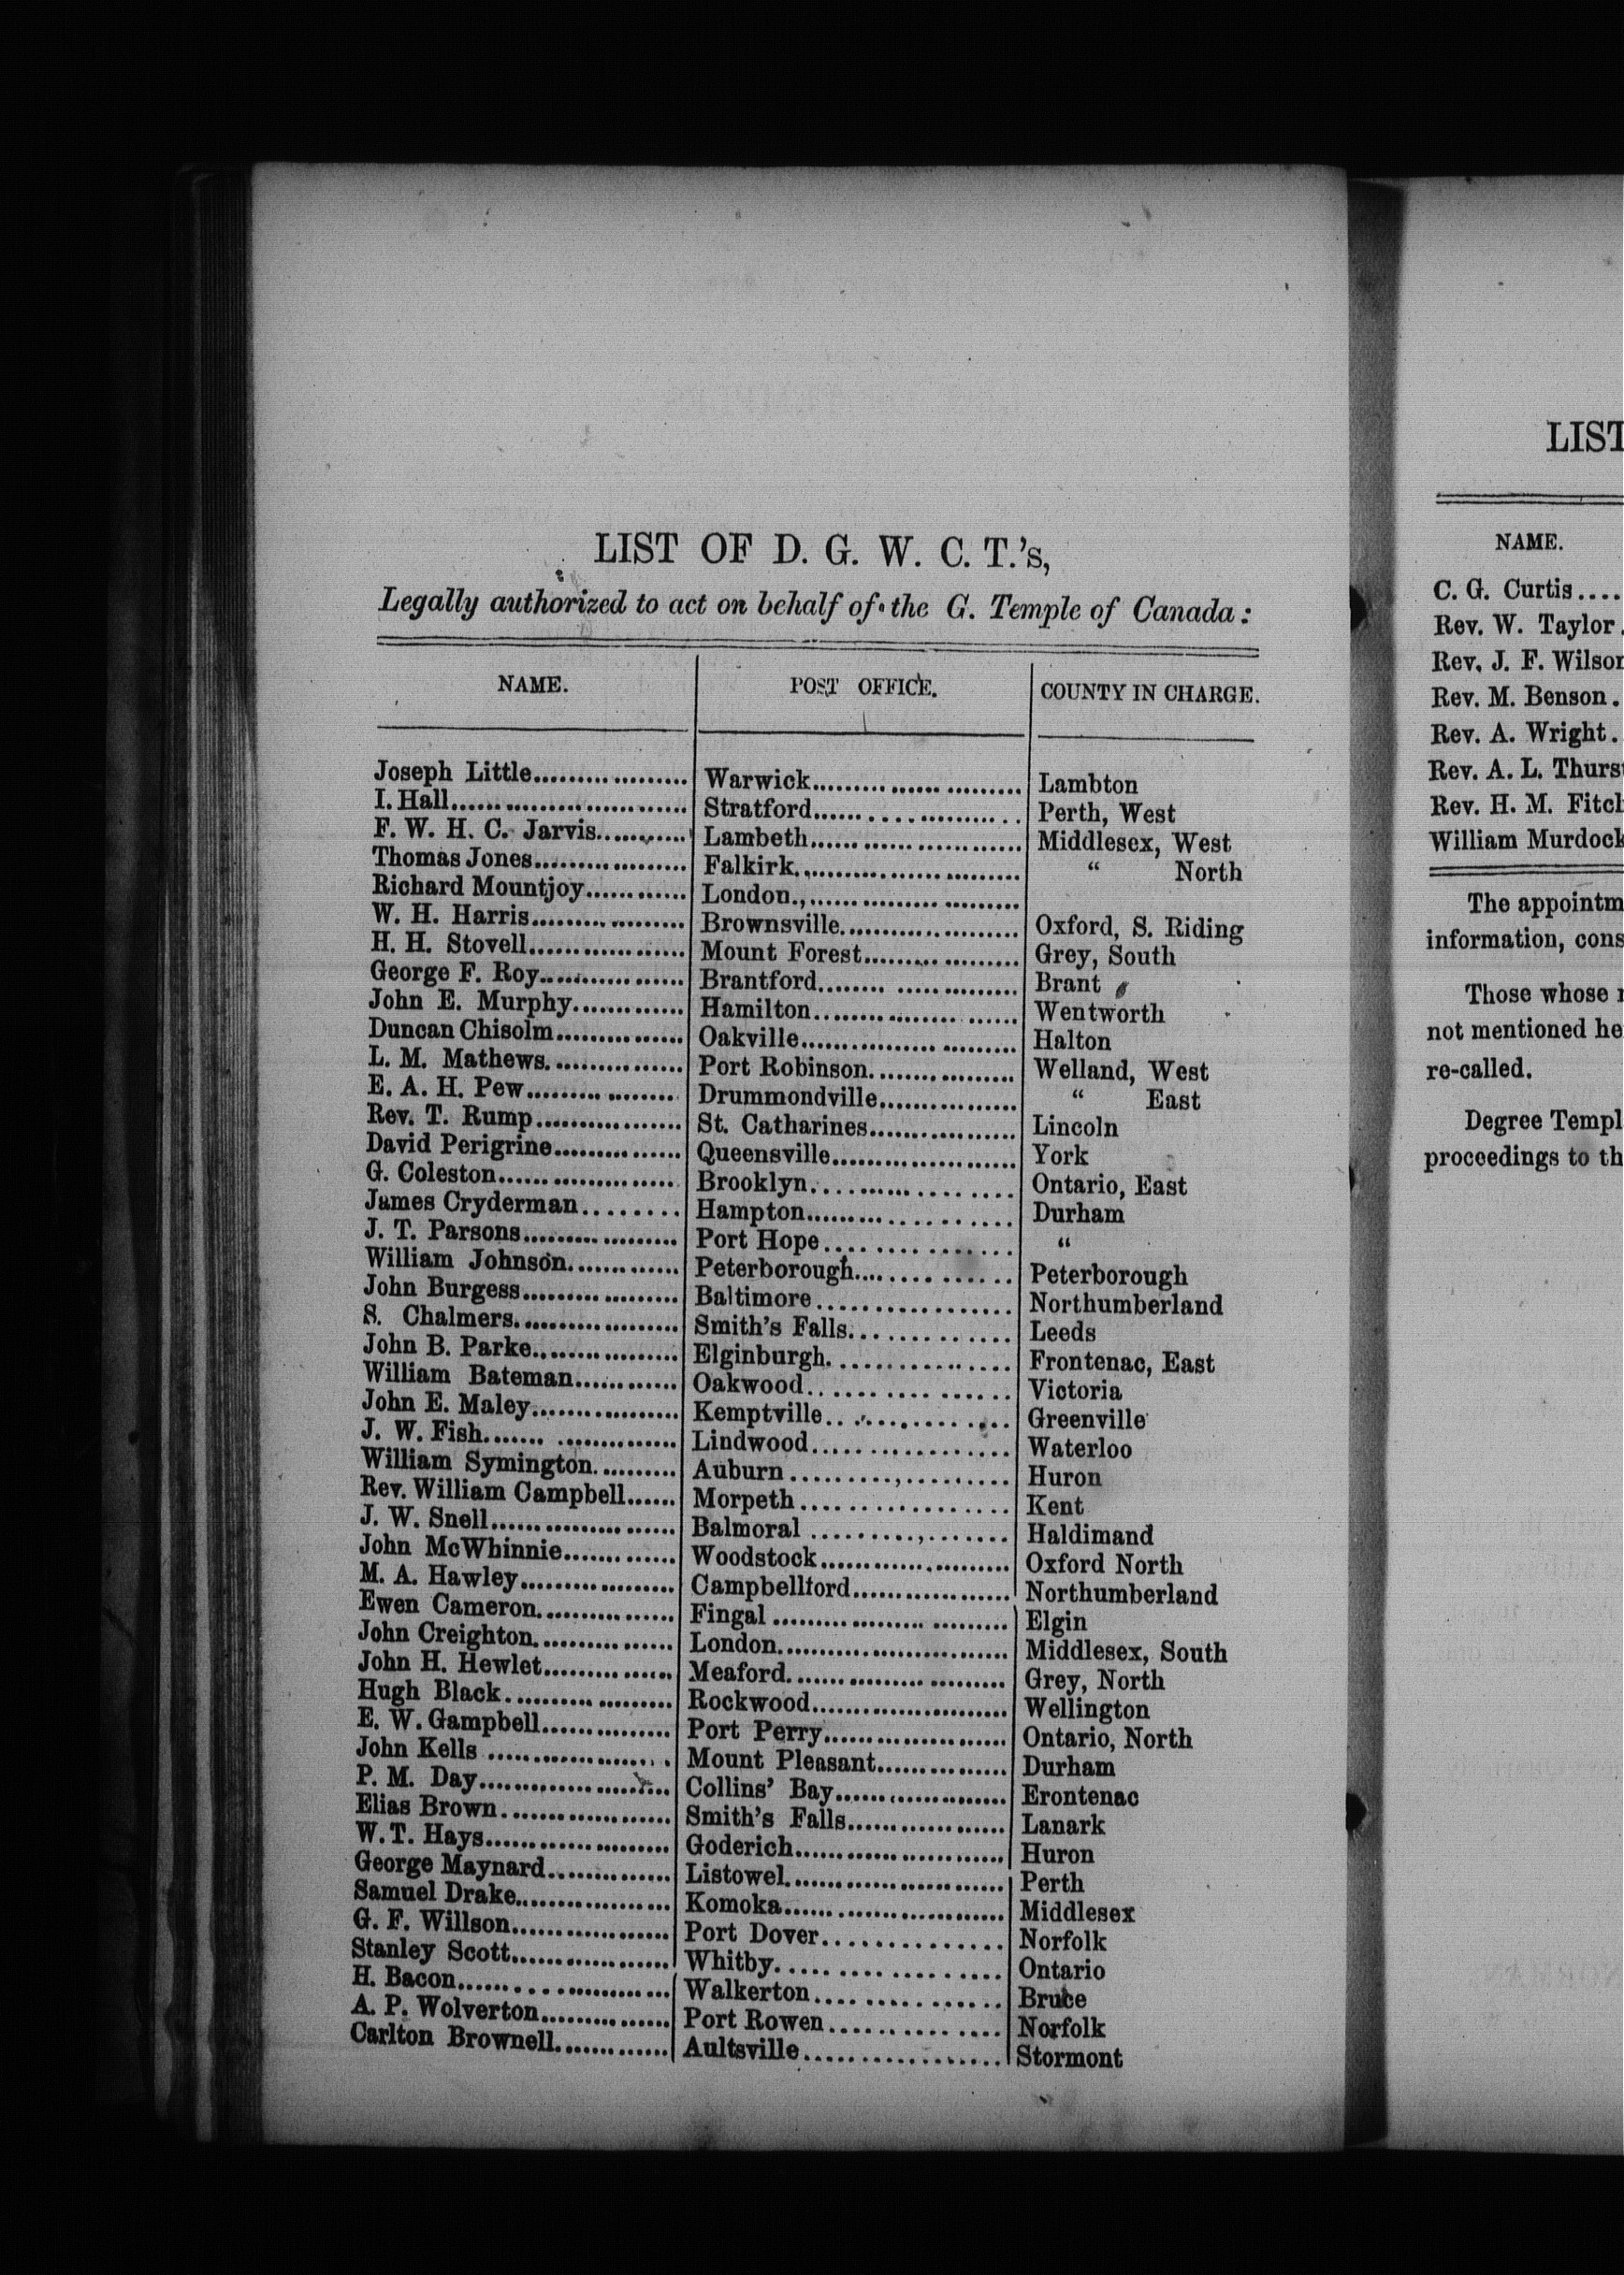 LIST OF D. G. W. C. T.'s,
Legally authorized to act on behalf of the G. Temple of Canada:
NAME. POST OFFICE. COUNTY IN CHARGE.
Joseph Little.................. Warwick.................... Lambton
I. Hall.................. Stratford.................... Perth, West
F. W. H. C. Jarvis.......... Lambeth.................... Middlesex, West
Thomas Jones.................. Falkirk.................... “ North
Richard Mountjoy............ London.,....................
W. H. Harris.................. Brownsville.................... Oxford, S. Riding
H. H. Stovell.................. Mount Forest.................. Grey, South
George F. Roy.................. Brantford.................... Brant
John E. Murphy............. Hamilton.................... Wentworth
Duncan Chisolm............... Oakville.................... Halton
L. M. Mathews................ Port Robinson.................. Welland, West
E. A. H. Pew.................. Drummondville................ “ East
Rev. T. Rump.................. St. Catharines.................. Lincoln
David Perigrine............... Queensville.................... York
G. Coleston.................... Brooklyn.................... Ontario, East
James Cryderman........ Hampton.................... Durham
J. T. Parsons.................. Port Hope.................... “
William Johnson............. Peterborough.................. Peterborough
John Burgess.................. Baltimore.................... Northumberland
S. Chalmers.................... Smith's Falls.................. Leeds
John B. Parke.................. Elginburgh.................. Frontenac, East
William Bateman............ Oakwood.................... Victoria
John E. Maley.................. Kemptville.................... Greenville
J. W. Fish.................... Lindwood.................... Waterloo
William Symington.......... Auburn.................... Huron
Rev. William Campbell...... Morpeth.................... Kent
J. W. Snell.................... Balmoral .................... Haldimand
John McWhinnie............. Woodstock.................... Oxford North
M. A. Hawley.................. Campbellford.................. Northumberland
Ewen Cameron................ Fingal .................... Elgin
John Creighton............... London.................... Middlesex, South
John H. Hewlet............... Meaford.................... Grey, North
Hugh Black.................... Rockwood.................... Wellington
E. W. Gampbell............... Port Perry.................... Ontario, North
John Kells .................... Mount Pleasant................ Durham
P. M. Day.................... Collins' Bay.................... Erontenac
Elias Brown.................... Smith's Falls.................. Lanark
W. T. Hays.................... Goderich.................... Huron
George Maynard.............. Listowel.................... Perth
Samuel Drake.................. Komoka.................... Middlesex
G. F. Willson.................. Port Dover.................... Norfolk
Stanley Scott.................. Whitby.................... Ontario
H. Bacon.................... Walkerton.................... Bruce
A. P. Wolverton............... Port Rowen.................... Norfolk
Carlton Brownell............. Aultsville.................... Stormont
LIST
NAME.
C. G. Curtis....
Rev. W. Taylor.
Rev. J. F. Wilson
Rev. M. Benson.
Rev. A. Wright.
Rev. A. L. Thurs
Rev. H. M. Fitch
William Murdock
The appointm
information, cons
Those whose
not mentioned he
re-called.
Degree Templ
proceedings to th